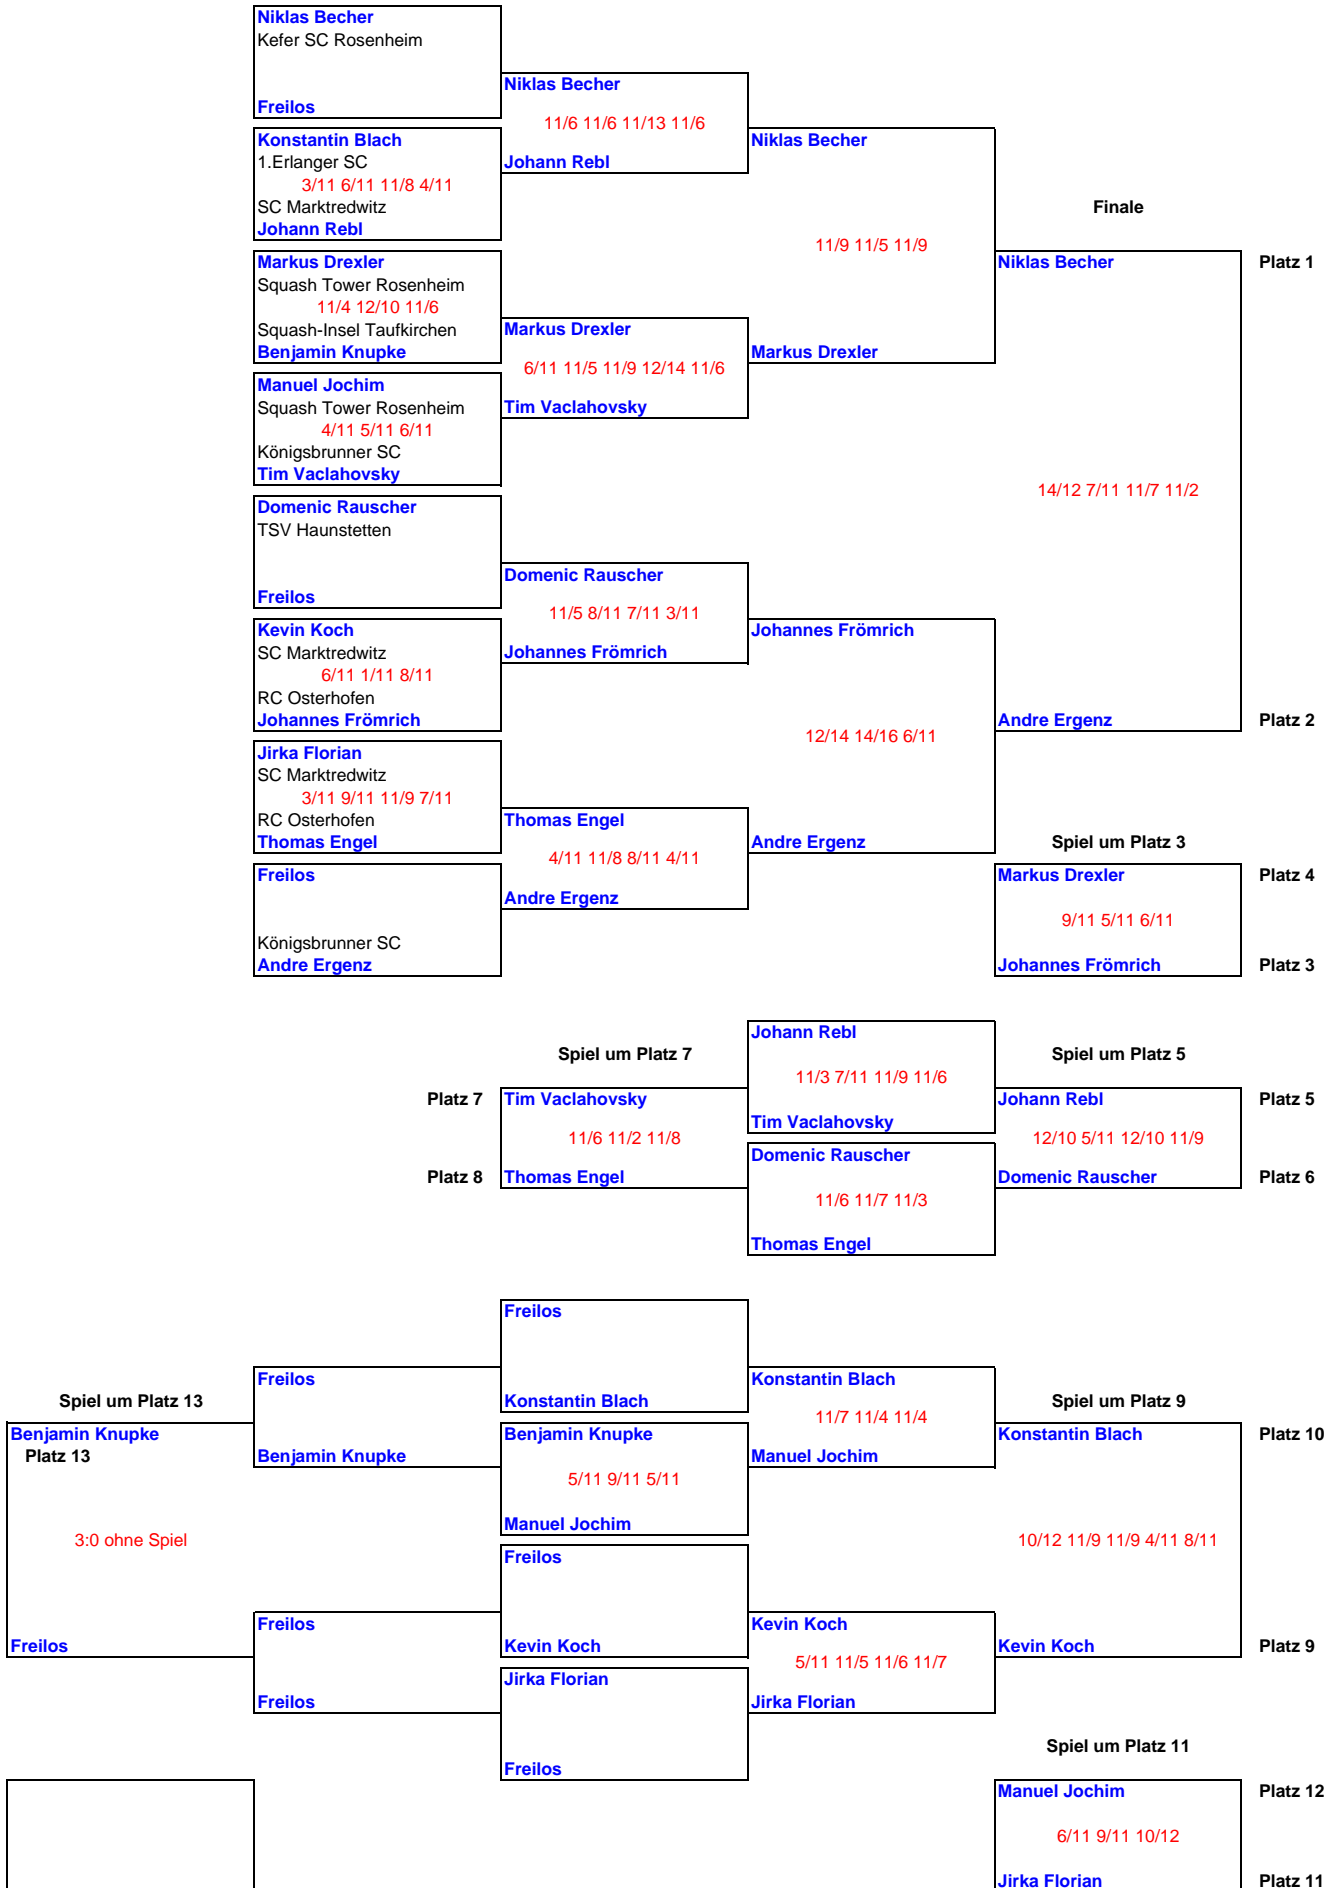 Niklas Becher
Kefer SC Rosenheim
Freilos
Konstantin Blach
1.Erlanger SC
3/11 6/11 11/8 4/11
SC Marktredwitz
Johann Rebl
Markus Drexler
Squash Tower Rosenheim
11/4 12/10 11/6
Squash-Insel Taufkirchen
Benjamin Knupke
Manuel Jochim
Squash Tower Rosenheim
4/11 5/11 6/11
Königsbrunner SC
Tim Vaclahovsky
Domenic Rauscher
TSV Haunstetten
Freilos
Kevin Koch
SC Marktredwitz
6/11 1/11 8/11
RC Osterhofen
Johannes Frömrich
Jirka Florian
SC Marktredwitz
3/11 9/11 11/9 7/11
RC Osterhofen
Thomas Engel
Freilos
Königsbrunner SC
Andre Ergenz
Niklas Becher
11/6 11/6 11/13 11/6
Johann Rebl
Markus Drexler
6/11 11/5 11/9 12/14 11/6
Tim Vaclahovsky
Domenic Rauscher
11/5 8/11 7/11 3/11
Johannes Frömrich
Thomas Engel
4/11 11/8 8/11 4/11
Andre Ergenz
Niklas Becher
11/9 11/5 11/9
Markus Drexler
Johannes Frömrich
12/14 14/16 6/11
Andre Ergenz
Finale
Niklas Becher Platz 1
14/12 7/11 11/7 11/2
Andre Ergenz Platz 2
Spiel um Platz 3
Markus Drexler Platz 4
9/11 5/11 6/11
Johannes Frömrich Platz 3
Johann Rebl
11/3 7/11 11/9 11/6
Tim Vaclahovsky
Domenic Rauscher
11/6 11/7 11/3
Thomas Engel
Spiel um Platz 7
Platz 7 Tim Vaclahovsky
11/6 11/2 11/8
Platz 8 Thomas Engel
Spiel um Platz 5
Johann Rebl Platz 5
12/10 5/11 12/10 11/9
Domenic Rauscher Platz 6
Freilos
Konstantin Blach
Benjamin Knupke
5/11 9/11 5/11
Manuel Jochim
Freilos
Kevin Koch
Jirka Florian
Freilos
Freilos
Benjamin Knupke
Freilos
Freilos
Spiel um Platz 13
Benjamin Knupke
Platz 13
3:0 ohne Spiel
Freilos
Konstantin Blach
11/7 11/4 11/4
Manuel Jochim
Kevin Koch
5/11 11/5 11/6 11/7
Jirka Florian
Spiel um Platz 9
Konstantin Blach Platz 10
10/12 11/9 11/9 4/11 8/11
Kevin Koch Platz 9
Spiel um Platz 11
Manuel Jochim Platz 12
6/11 9/11 10/12
Jirka Florian Platz 11